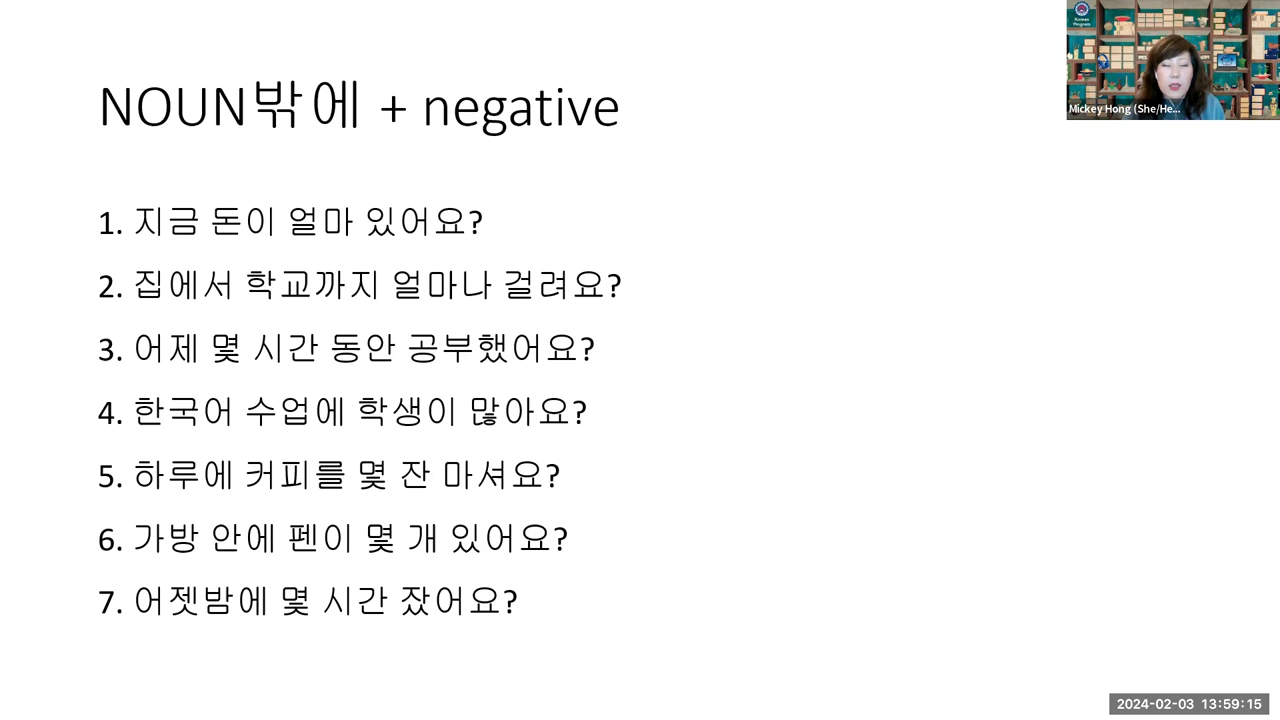 NOUN밖에 + negative
1. 지금 돈이 얼마 있어요?
2. 집에서 학교까지 얼마나 걸려요?
3. 어제 몇 시간 동안 공부했어요?
4. 한국어 수업에 학생이 많아요?
5. 하루에 커피를 몇 잔 마셔요?
6. 가방 안에 펜이 몇 개 있어요?
7. 어젯밤에 몇 시간 잤어요?
Korean
Program
Mickey Hong (She/He...
2024-02-03 13:59:15